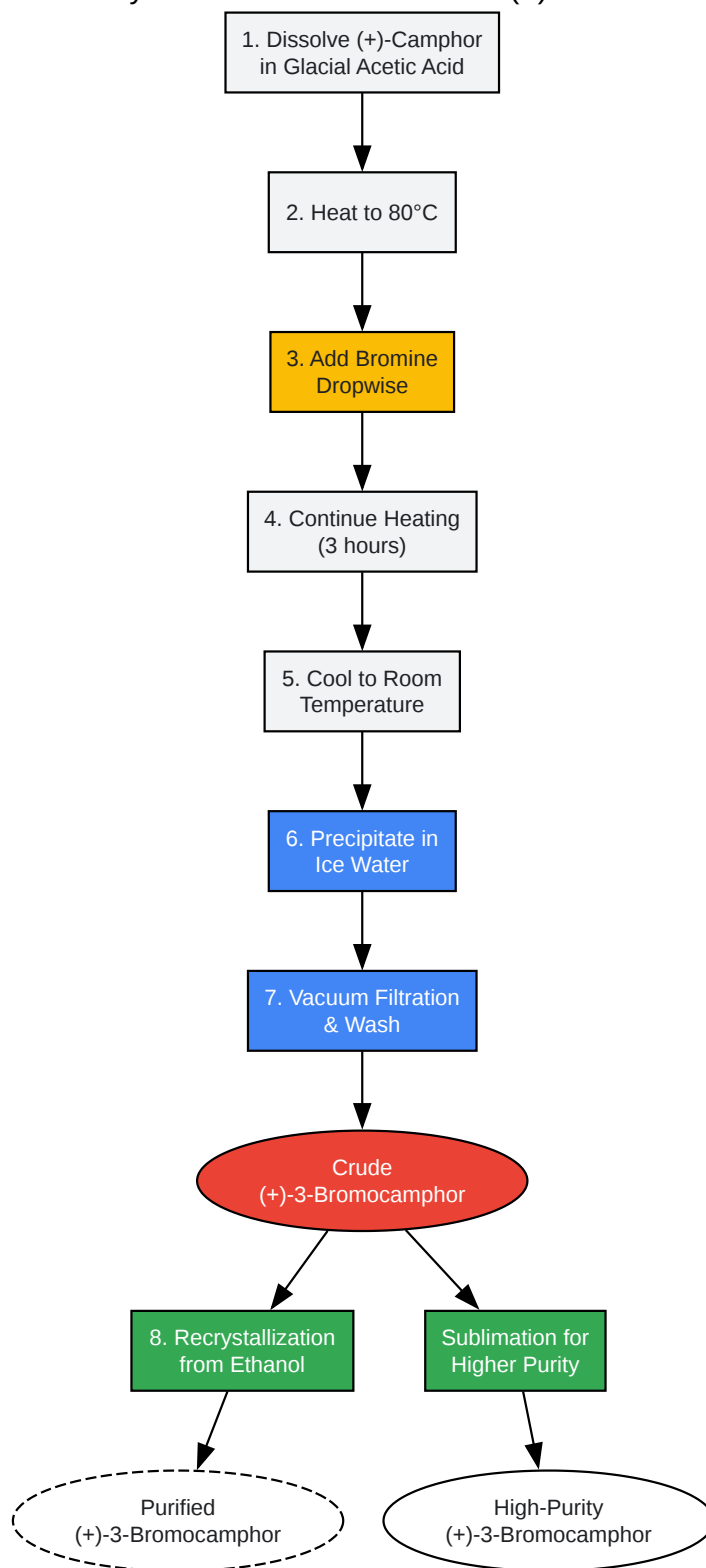 1. Dissolve (+)-Camphor
in Glacial Acetic Acid
2. Heat to 80°C
3. Add Bromine
Dropwise
4. Continue Heating
(3 hours)
5. Cool to Room
Temperature
6. Precipitate in
Ice Water
7. Vacuum Filtration
& Wash
Crude
(+)-3-Bromocamphor
8. Recrystallization
from Ethanol
Sublimation for
Higher Purity
Purified
(+)-3-Bromocamphor
High-Purity
(+)-3-Bromocamphor